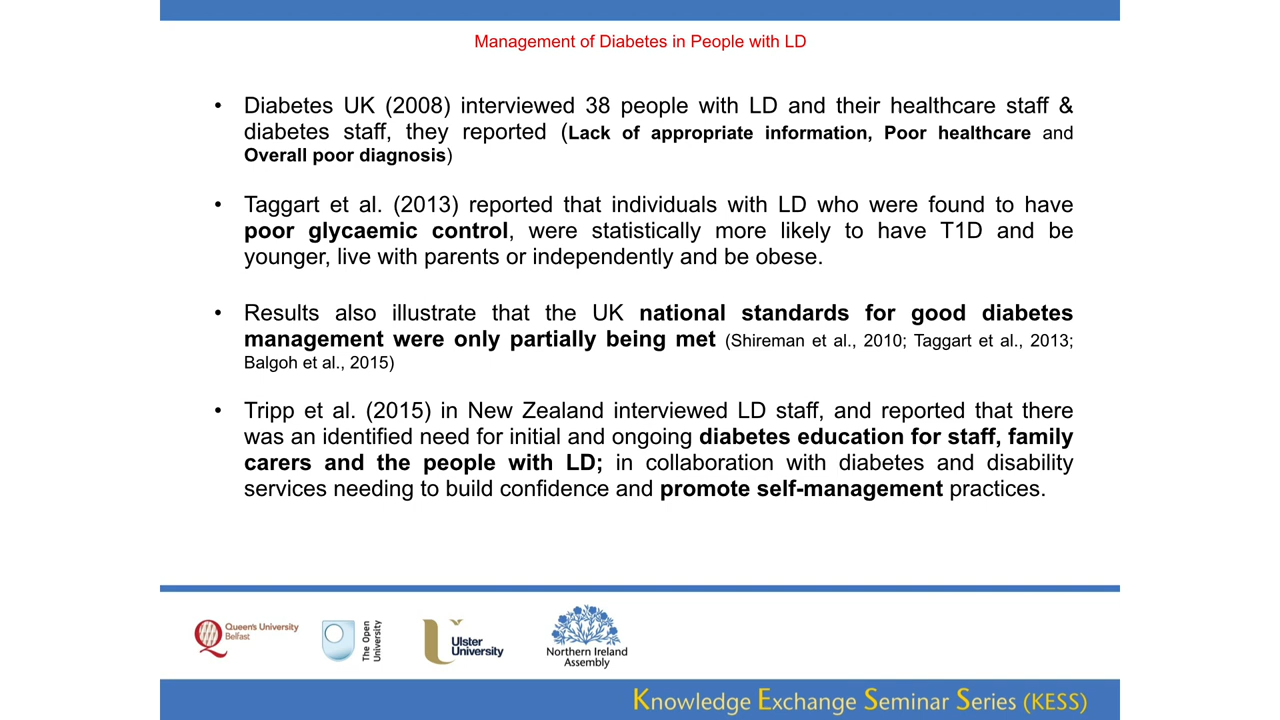 Management of Diabetes in People with LD
• Diabetes UK (2008) interviewed 38 people with LD and their healthcare staff &
diabetes staff, they reported (Lack of appropriate information, Poor healthcare and
Overall poor diagnosis)
• Taggart et al. (2013) reported that individuals with LD who were found to have
poor glycaemic control, were statistically more likely to have T1D and be
younger, live with parents or independently and be obese.
• Results also illustrate that the UK national standards for good diabetes
management were only partially being met (Shireman et al., 2010; Taggart et al., 2013;
Balgoh et al., 2015)
• Tripp et al. (2015) in New Zealand interviewed LD staff, and reported that there
was an identified need for initial and ongoing diabetes education for staff, family
carers and the people with LD; in collaboration with diabetes and disability
services needing to build confidence and promote self-management practices.
Queen's University
Belfast
The Open
University
Ulster
University
Northern Ireland
Assembly
Knowledge Exchange Seminar Series (KESS)